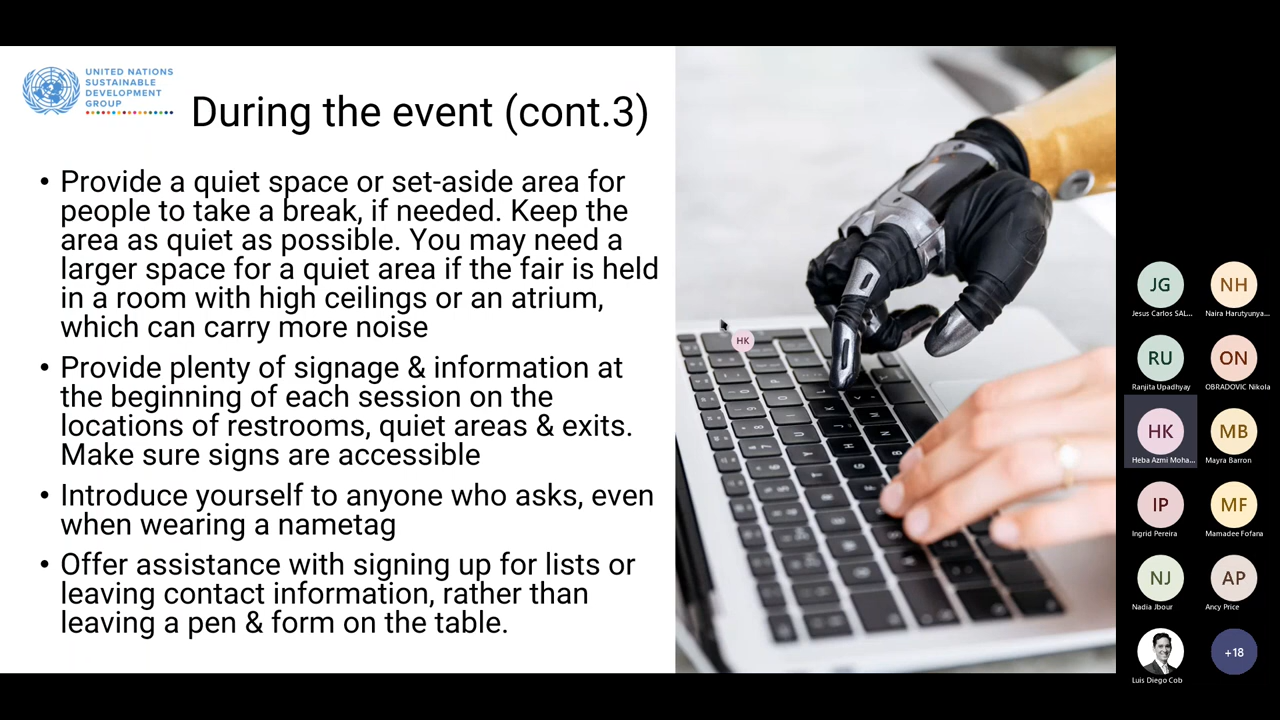 UNITED NATIONS
SUSTAINABLE
DEVELOPMENT
GROUP
During the event (cont.3)
• Provide a quiet space or set-aside area for
people to take a break, if needed. Keep the
area as quiet as possible. You may need a
larger space for a quiet area if the fair is held
in a room with high ceilings or an atrium,
which can carry more noise
• Provide plenty of signage & information at
the beginning of each session on the
locations of restrooms, quiet areas & exits.
Make sure signs are accessible
• Introduce yourself to anyone who asks, even
when wearing a nametag
• Offer assistance with signing up for lists or
leaving contact information, rather than
leaving a pen & form on the table.
HK
JG
Jesus Carlos SAL...
NH
Naira Harutyunya...
RU
Ranjita Upadhyay
ON
OBRADOVIC Nikola
HK
Heba Azmi Moha...
MB
Mayra Barron
IP
Ingrid Pereira
MF
Mamadee Fofana
NJ
Nadia Jbour
AP
Ancy Price
Luis Diego Cob
+18